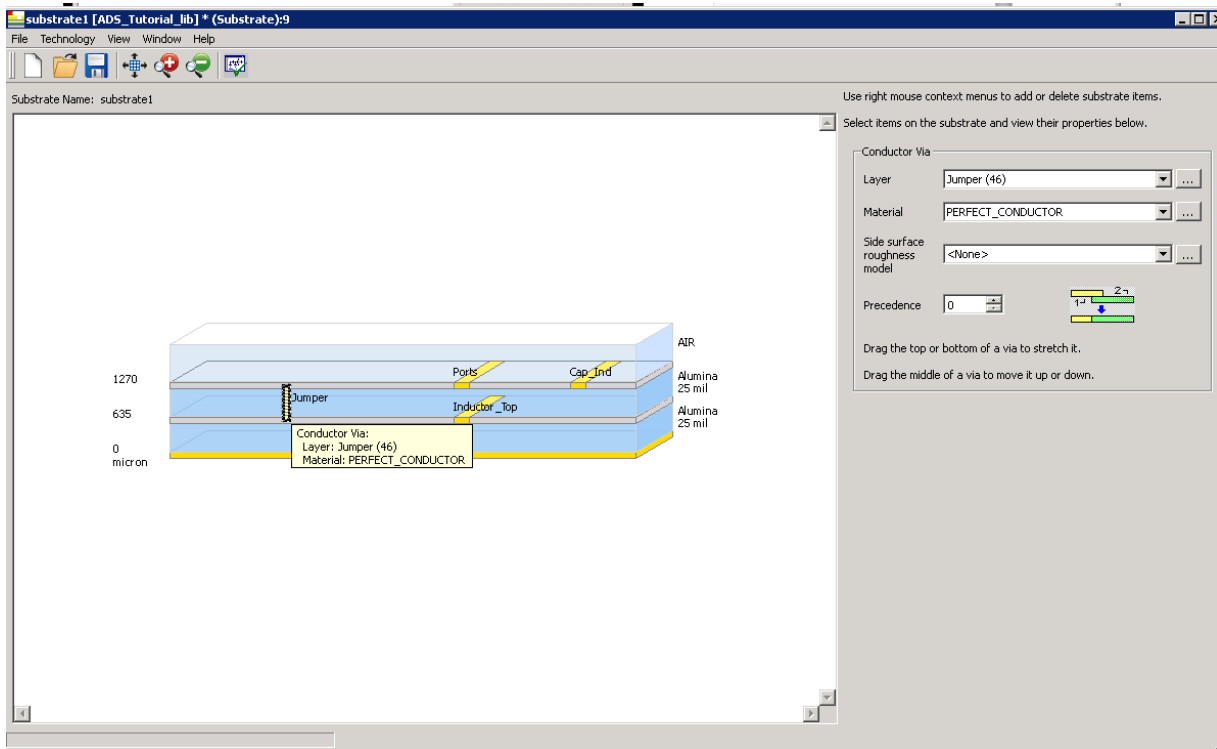 substrate1 [ADS_Tutorial_lib] * (Substrate):9
File Technology View Window Help
Substrate Name: substrate1
Use right mouse context menus to add or delete substrate items.
Select items on the substrate and view their properties below.
Conductor Via
Layer Jumper (46) ...
Material PERFECT_CONDUCTOR ...
Side surface
roughness
model
<None> ...
Precedence 0
1 2
Drag the top or bottom of a via to stretch it.
Drag the middle of a via to move it up or down.
AIR
Ports Cap_Ind
1270
Alumina
25 mil
Jumper
Inductor_Top
635
Alumina
25 mil
0
micron
Conductor Via:
Layer: Jumper (46)
Material: PERFECT_CONDUCTOR